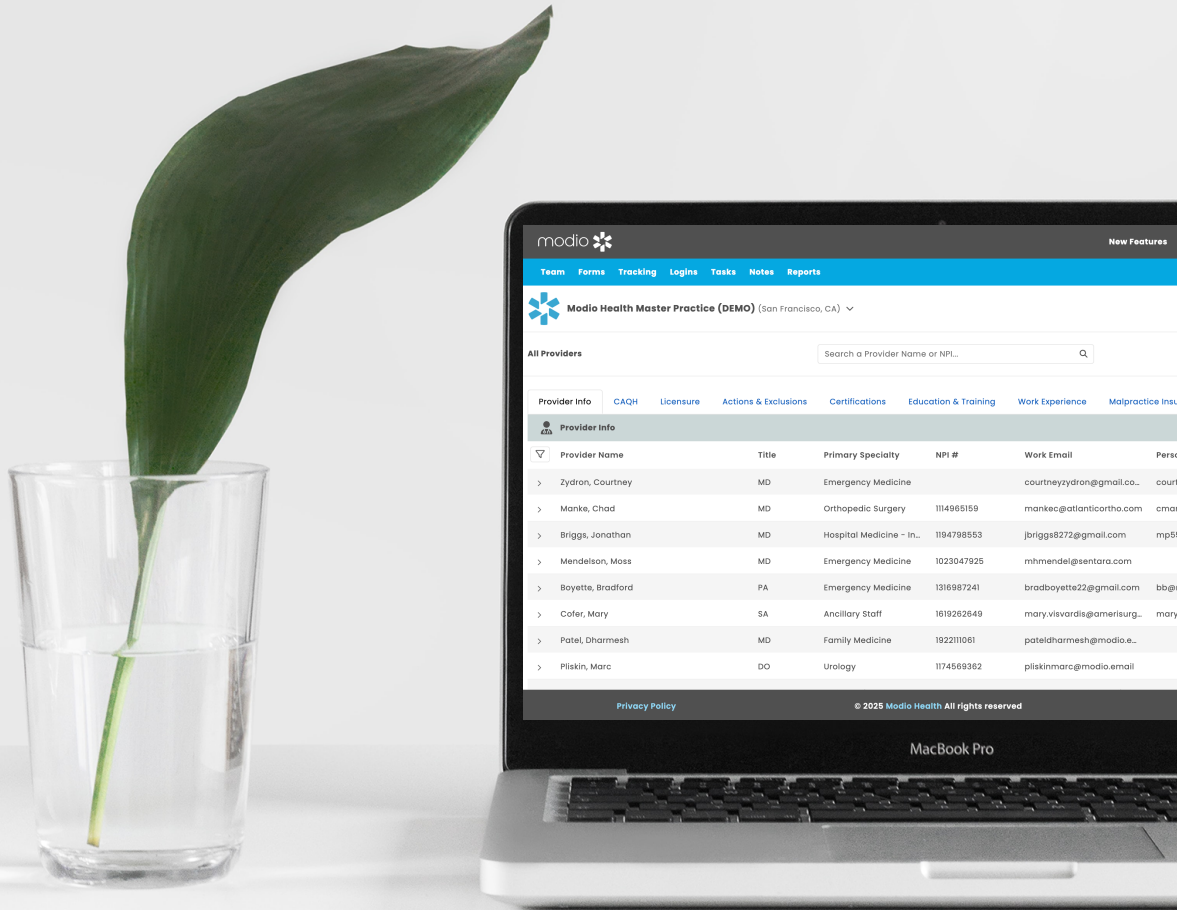 modio New Features
Team Forms Tracking Logins Tasks Notes Reports
Modio Health Master Practice (DEMO) (San Francisco, CA)
All Providers Search a Provider Name or NPI...
Provider Info CAQH Licensure Actions & Exclusions Certifications Education & Training Work Experience Malpractice Insu
Provider Info
Provider Name Title Primary Specialty NPI # Work Email Perso
Zydron, Courtney MD Emergency Medicine courtneyzydron@gmail.co... court
Manke, Chad MD Orthopedic Surgery 1114965159 mankec@atlanticortho.com cmar
Briggs, Jonathan MD Hospital Medicine - In... 1194798553 jbriggs8272@gmail.com mp55
Mendelson, Moss MD Emergency Medicine 1023047925 mhmendel@sentara.com
Boyette, Bradford PA Emergency Medicine 1316987241 bradboyette22@gmail.com bb@r
Cofer, Mary SA Ancillary Staff 1619262649 mary.visvardis@amerisurg... mary
Patel, Dharmesh MD Family Medicine 1922111061 pateldharmesh@modio.e...
Pliskin, Marc DO Urology 1174569362 pliskinmarc@modio.email
Privacy Policy © 2025 Modio Health All rights reserved
MacBook Pro